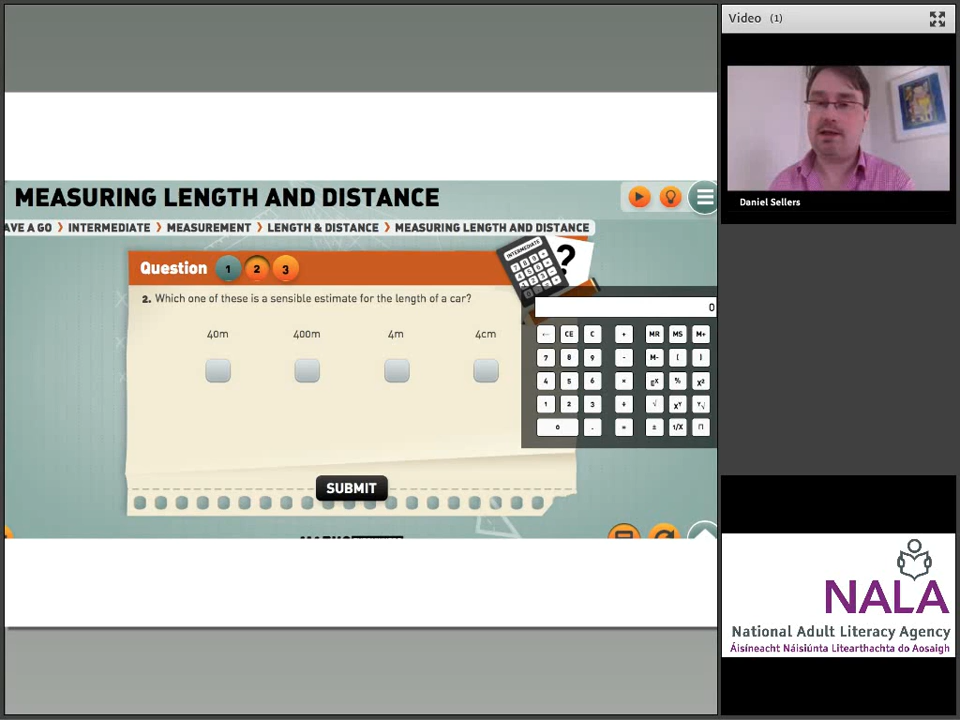 Video (1)
Daniel Sellers
MEASURING LENGTH AND DISTANCE
AVE A GO > INTERMEDIATE > MEASUREMENT > LENGTH & DISTANCE > MEASURING LENGTH AND DISTANCE
Question 1 2 3
INTERMEDIATE
?
2. Which one of these is a sensible estimate for the length of a car?
40m 400m 4m 4cm
0
← CE C + MR MS M+
7 8 9 - M- ( )
4 5 6 % X²
1 2 3 √ Xʸ
0 . = ± 1/X
SUBMIT
NALA
National Adult Literacy Agency
Áisíneacht Náisiúnta Litearthachta do Aosaigh